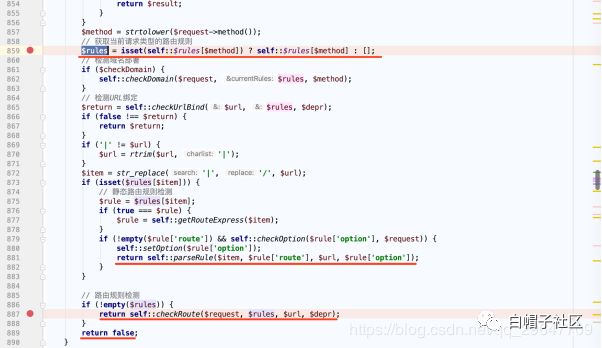 854 return $result;
855 }
856 }
857 $method = strtolower($request->method());
858 // 获取当前请求类型的路由规则
859 $rules = isset(self::$rules[$method]) ? self::$rules[$method] : [];
860 // 检测域名部署
861 if ($checkDomain) {
862 self::checkDomain($request, &currentRules: $rules, $method);
863 }
864 // 检测URL绑定
865 $return = self::checkUrlBind( &: $url, &: $rules, $depr);
866 if (false !== $return) {
867 return $return;
868 }
869 if ('|' != $url) {
870 $url = rtrim($url, charlist: '|');
871 }
872 $item = str_replace( search: '|', replace: '/', $url);
873 if (isset($rules[$item])) {
874 // 静态路由规则检测
875 $rule = $rules[$item];
876 if (true === $rule) {
877 $rule = self::getRouteExpress($item);
878 }
879 if (!empty($rule['route']) && self::checkOption($rule['option'], $request)) {
880 self::setOption($rule['option']);
881 return self::parseRule($item, $rule['route'], $url, $rule['option']);
882 }
883 }
884
885 // 路由规则检测
886 if (!empty($rules)) {
887 return self::checkRoute($request, $rules, $url, $depr);
888 }
889 return false;
890 }
白帽子社区